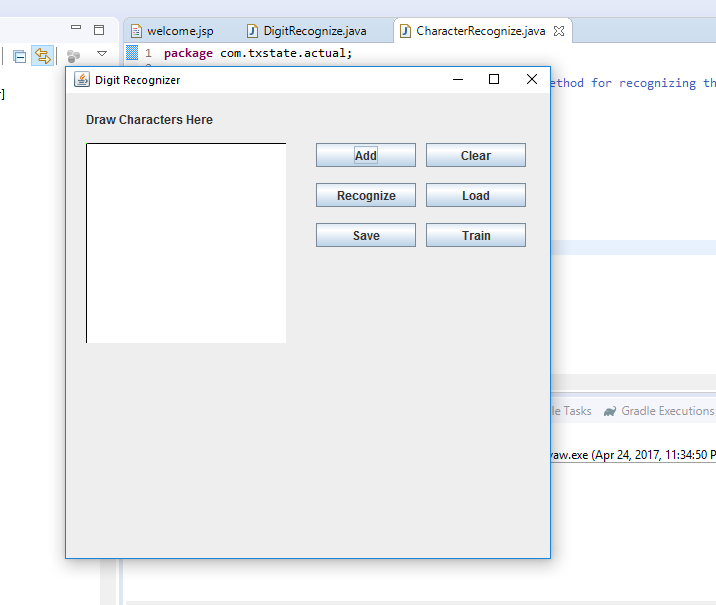 welcome.jsp DigitRecognize.java CharacterRecognize.java
1 package com.txstate.actual;
Digit Recognizer
ethod for recognizing th
]
Draw Characters Here
Add Clear
Recognize Load
Save Train
le Tasks Gradle Executions
vaw.exe (Apr 24, 2017, 11:34:50 P